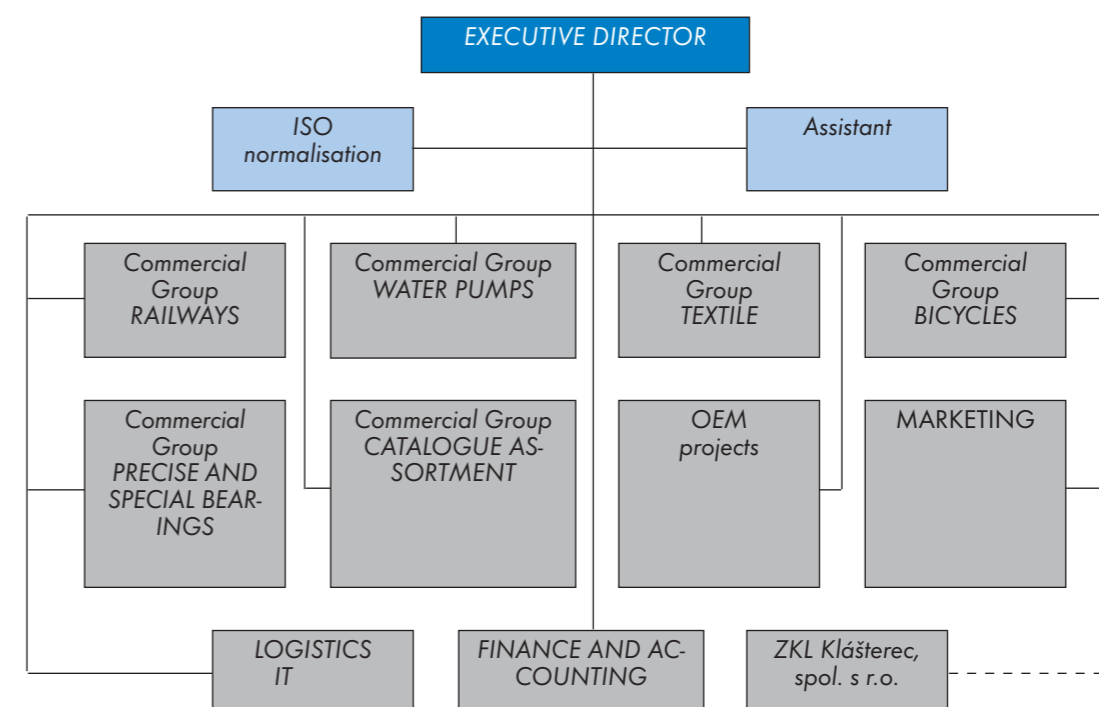 EXECUTIVE DIRECTOR
ISO
normalisation
Assistant
Commercial
Group
RAILWAYS
Commercial Group
WATER PUMPS
Commercial
Group
TEXTILE
Commercial
Group
BICYCLES
Commercial
Group
PRECISE AND
SPECIAL BEAR-
INGS
Commercial Group
CATALOGUE AS-
SORTMENT
OEM
projects
MARKETING
LOGISTICS
IT
FINANCE AND AC-
COUNTING
ZKL Klášterec,
spol. s r.o.